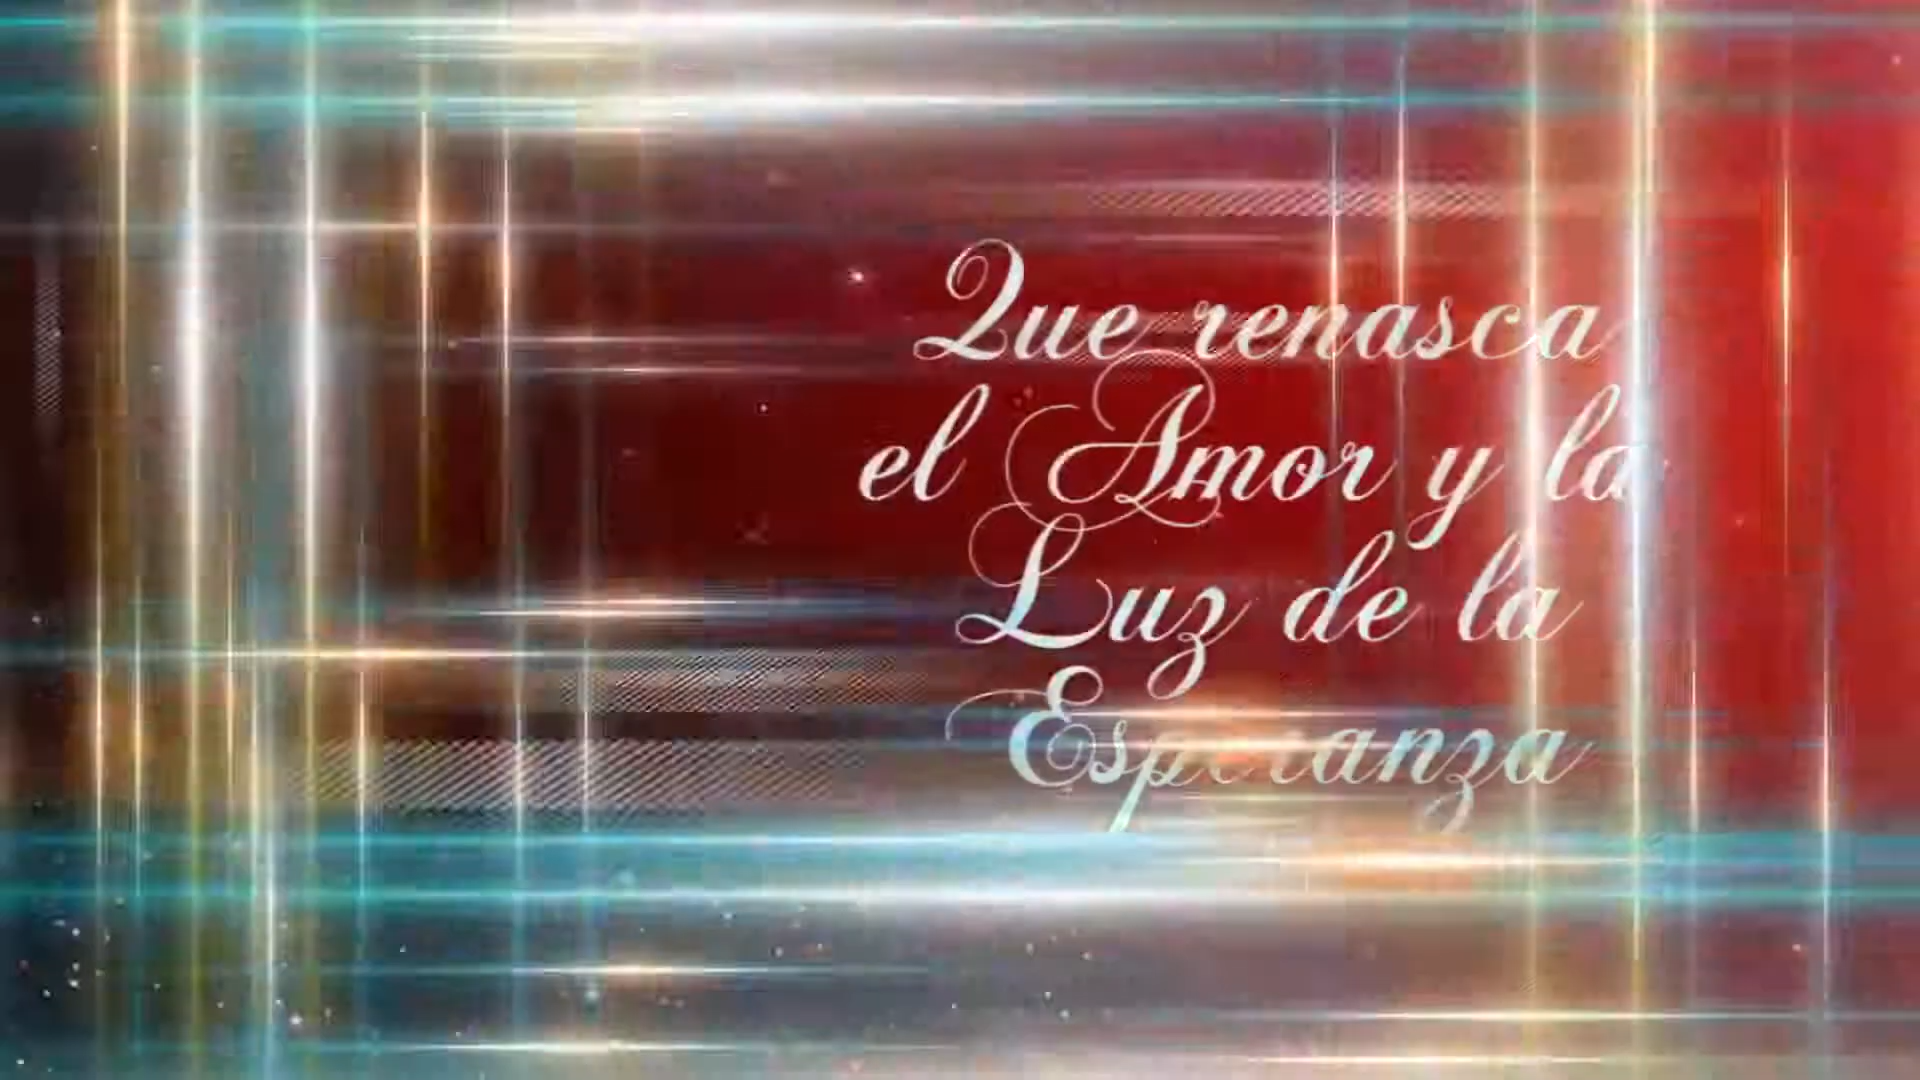 Que renasca
el Amor y la
Luz de la
Esperanza